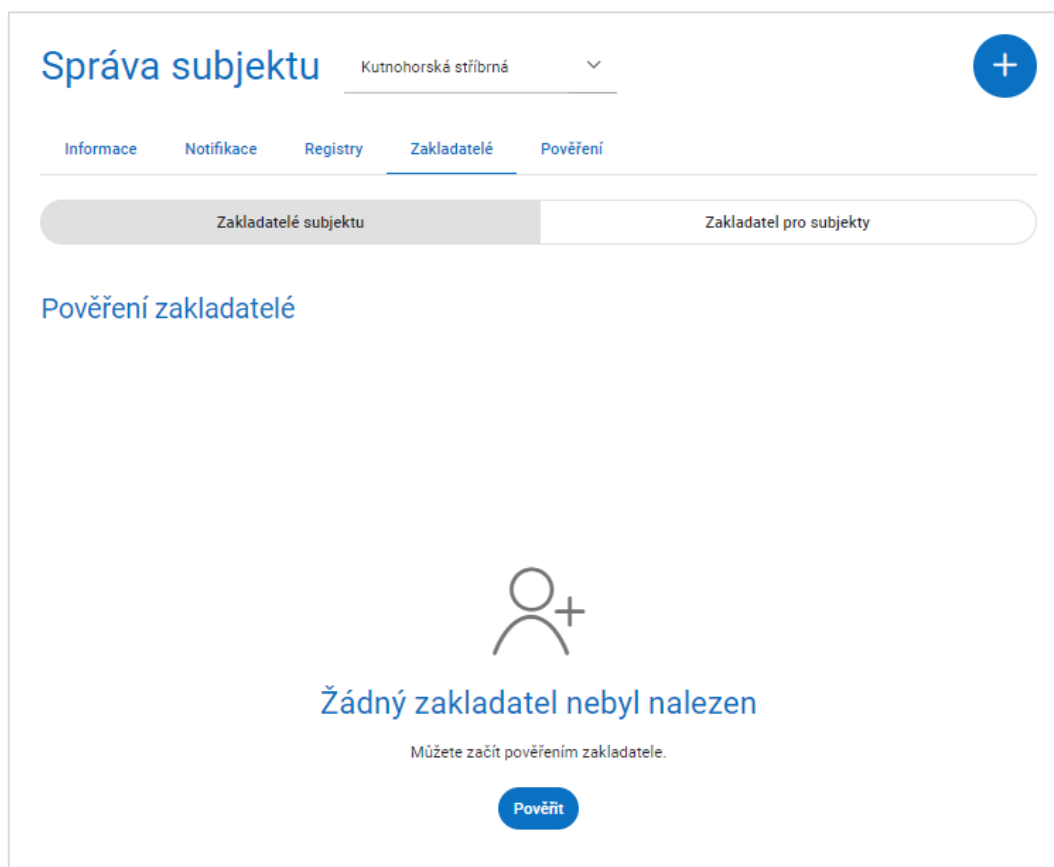 Správa subjektu
Kutnohorská stříbrná
Informace Notifikace Registry Zakladatelé Pověření
Zakladatelé subjektu Zakladatel pro subjekty
Pověření zakladatelé
Žádný zakladatel nebyl nalezen
Můžete začít pověřením zakladatele.
Pověřit